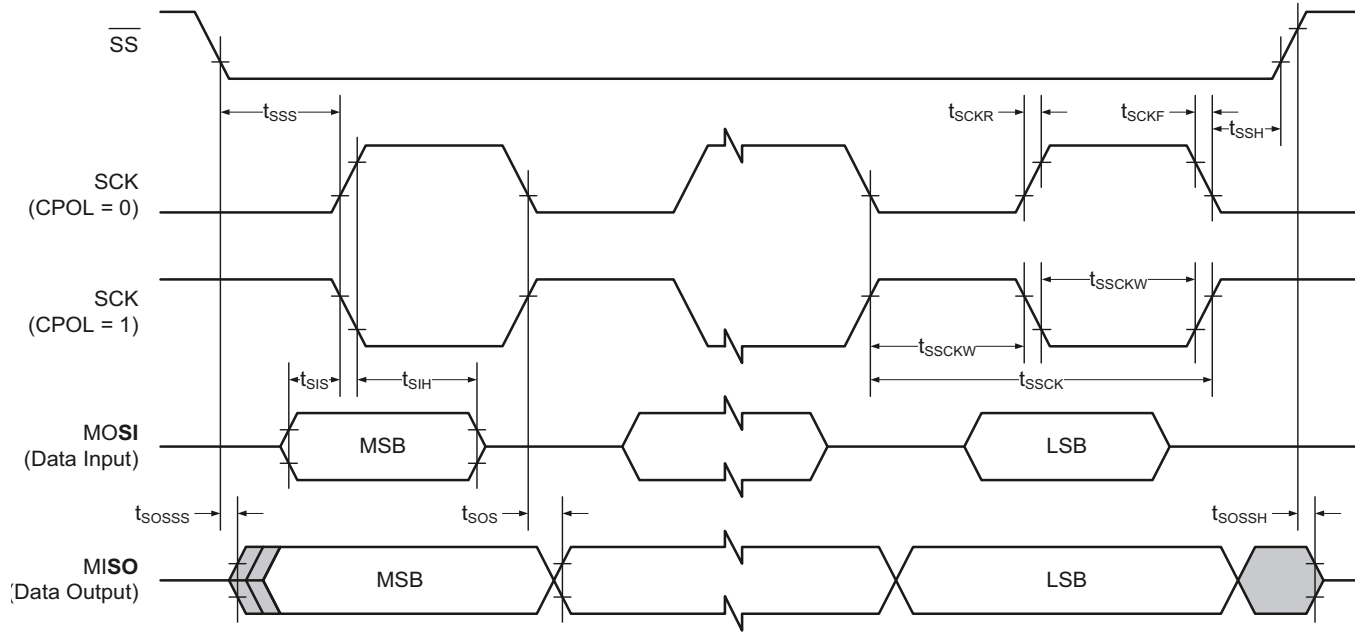 SS
tSSS
tSCKR
tSCKF
tSSH
SCK
(CPOL = 0)
SCK
(CPOL = 1)
tSSCKW
tSSCKW
tSIS
tSIH
tSSCK
MOSI
(Data Input)
MSB
LSB
tSOSSS
tSOS
tSOSSH
MISO
(Data Output)
MSB
LSB